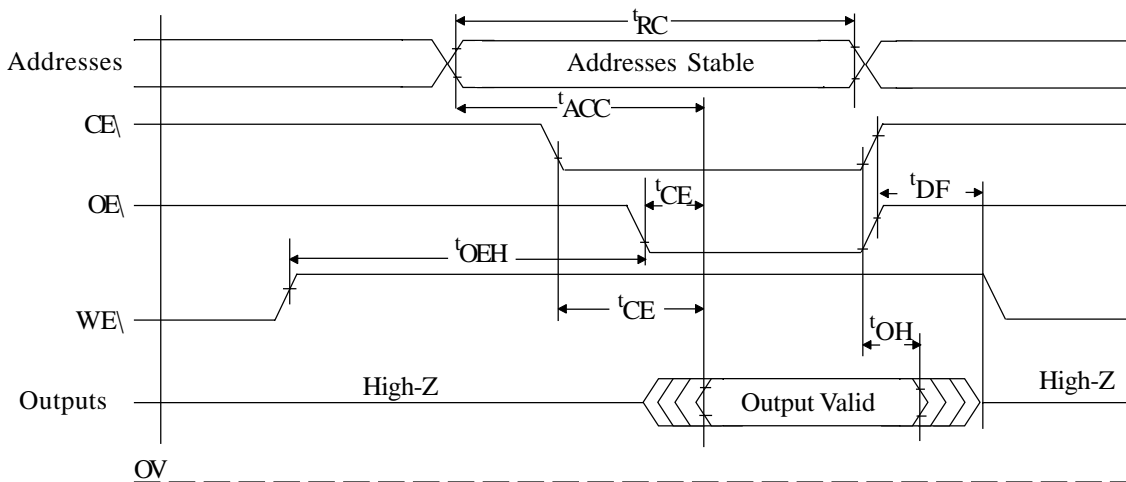 tRC
Addresses
Addresses Stable
tACC
CE\
tCE
tDF
OE\
tOEH
tCE
WE\
tOH
High-Z
High-Z
Outputs
Output Valid
OV